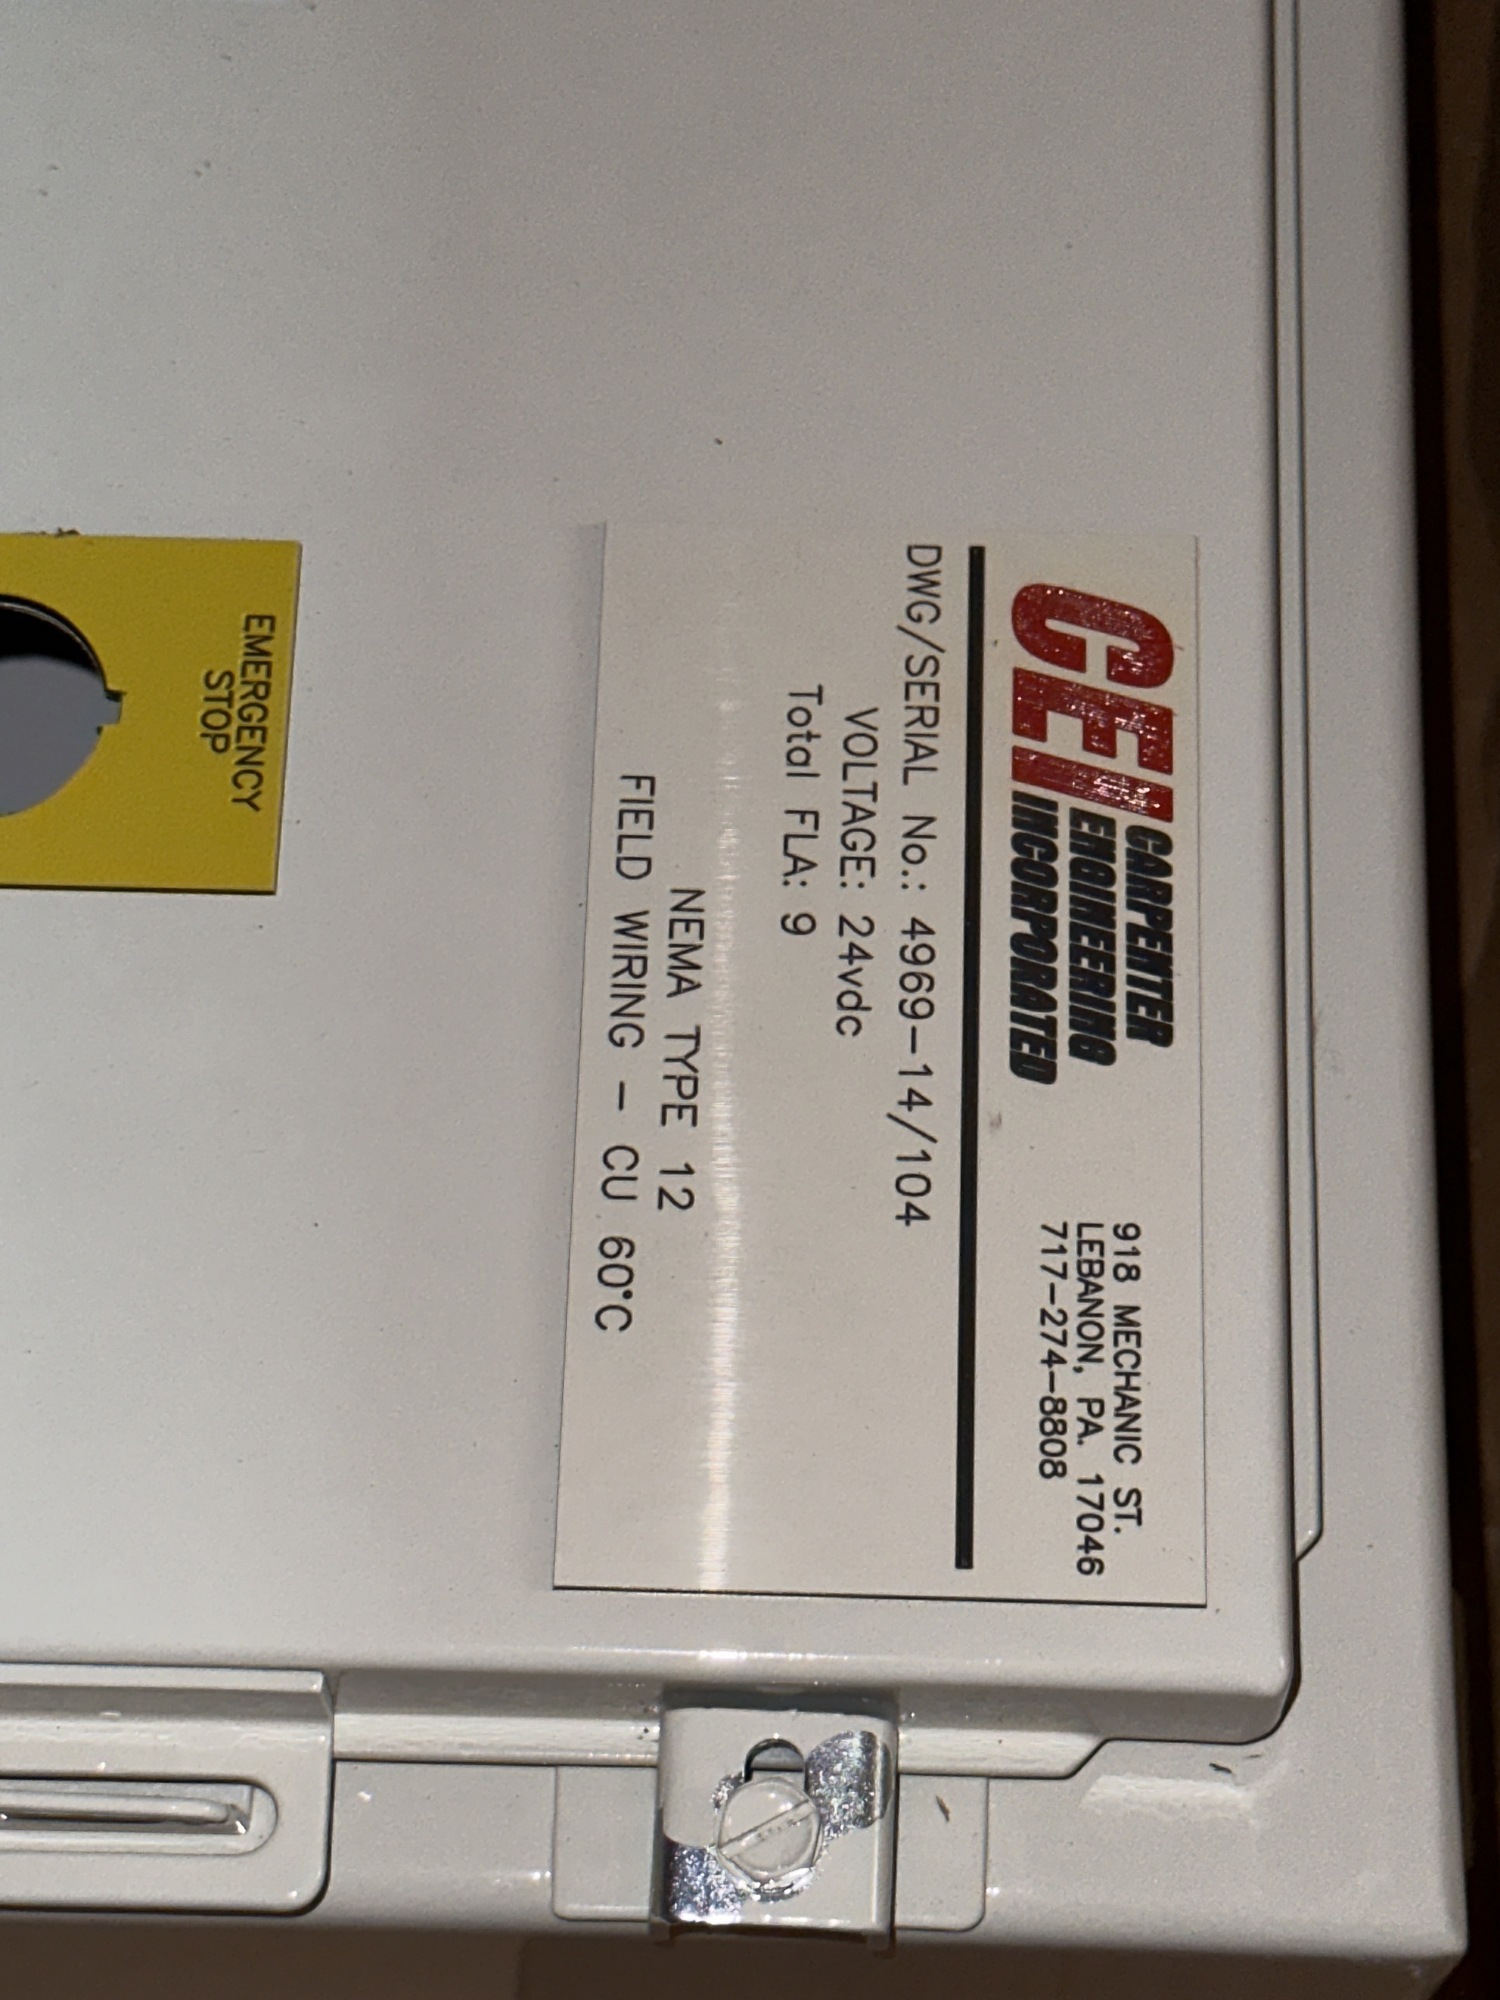 CEI CARPENTER
ENGINEERING
INCORPORATED
918 MECHANIC ST.
LEBANON, PA. 17046
717-274-8808
DWG/SERIAL No.: 4969-14/104
VOLTAGE: 24vdc
Total FLA: 9
NEMA TYPE 12
FIELD WIRING - CU 60°C
EMERGENCY
STOP